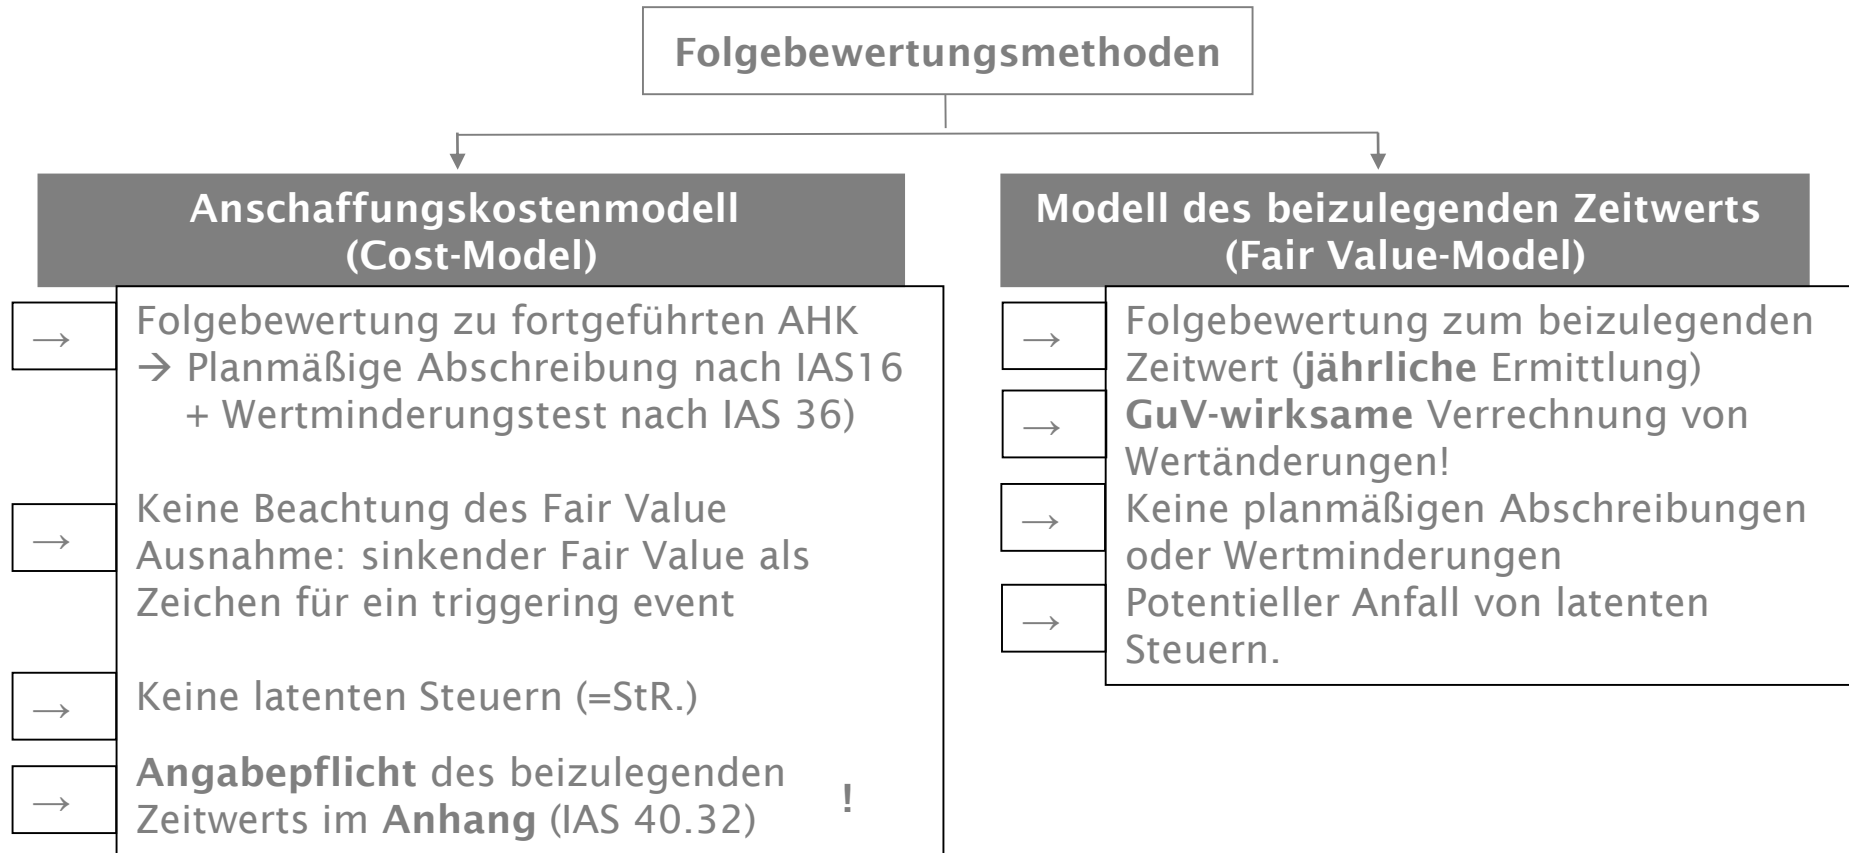 Folgebewertungsmethoden
Anschaffungskostenmodell
(Cost-Model)
→ Folgebewertung zu fortgeführten AHK
→ Planmäßige Abschreibung nach IAS16
+ Wertminderungstest nach IAS 36)
→ Keine Beachtung des Fair Value
Ausnahme: sinkender Fair Value als
Zeichen für ein triggering event
→ Keine latenten Steuern (=StR.)
→ Angabepflicht des beizulegenden
Zeitwerts im Anhang (IAS 40.32) !
Modell des beizulegenden Zeitwerts
(Fair Value-Model)
→ Folgebewertung zum beizulegenden
Zeitwert (jährliche Ermittlung)
→ GuV-wirksame Verrechnung von
Wertänderungen!
→ Keine planmäßigen Abschreibungen
oder Wertminderungen
→ Potentieller Anfall von latenten
Steuern.